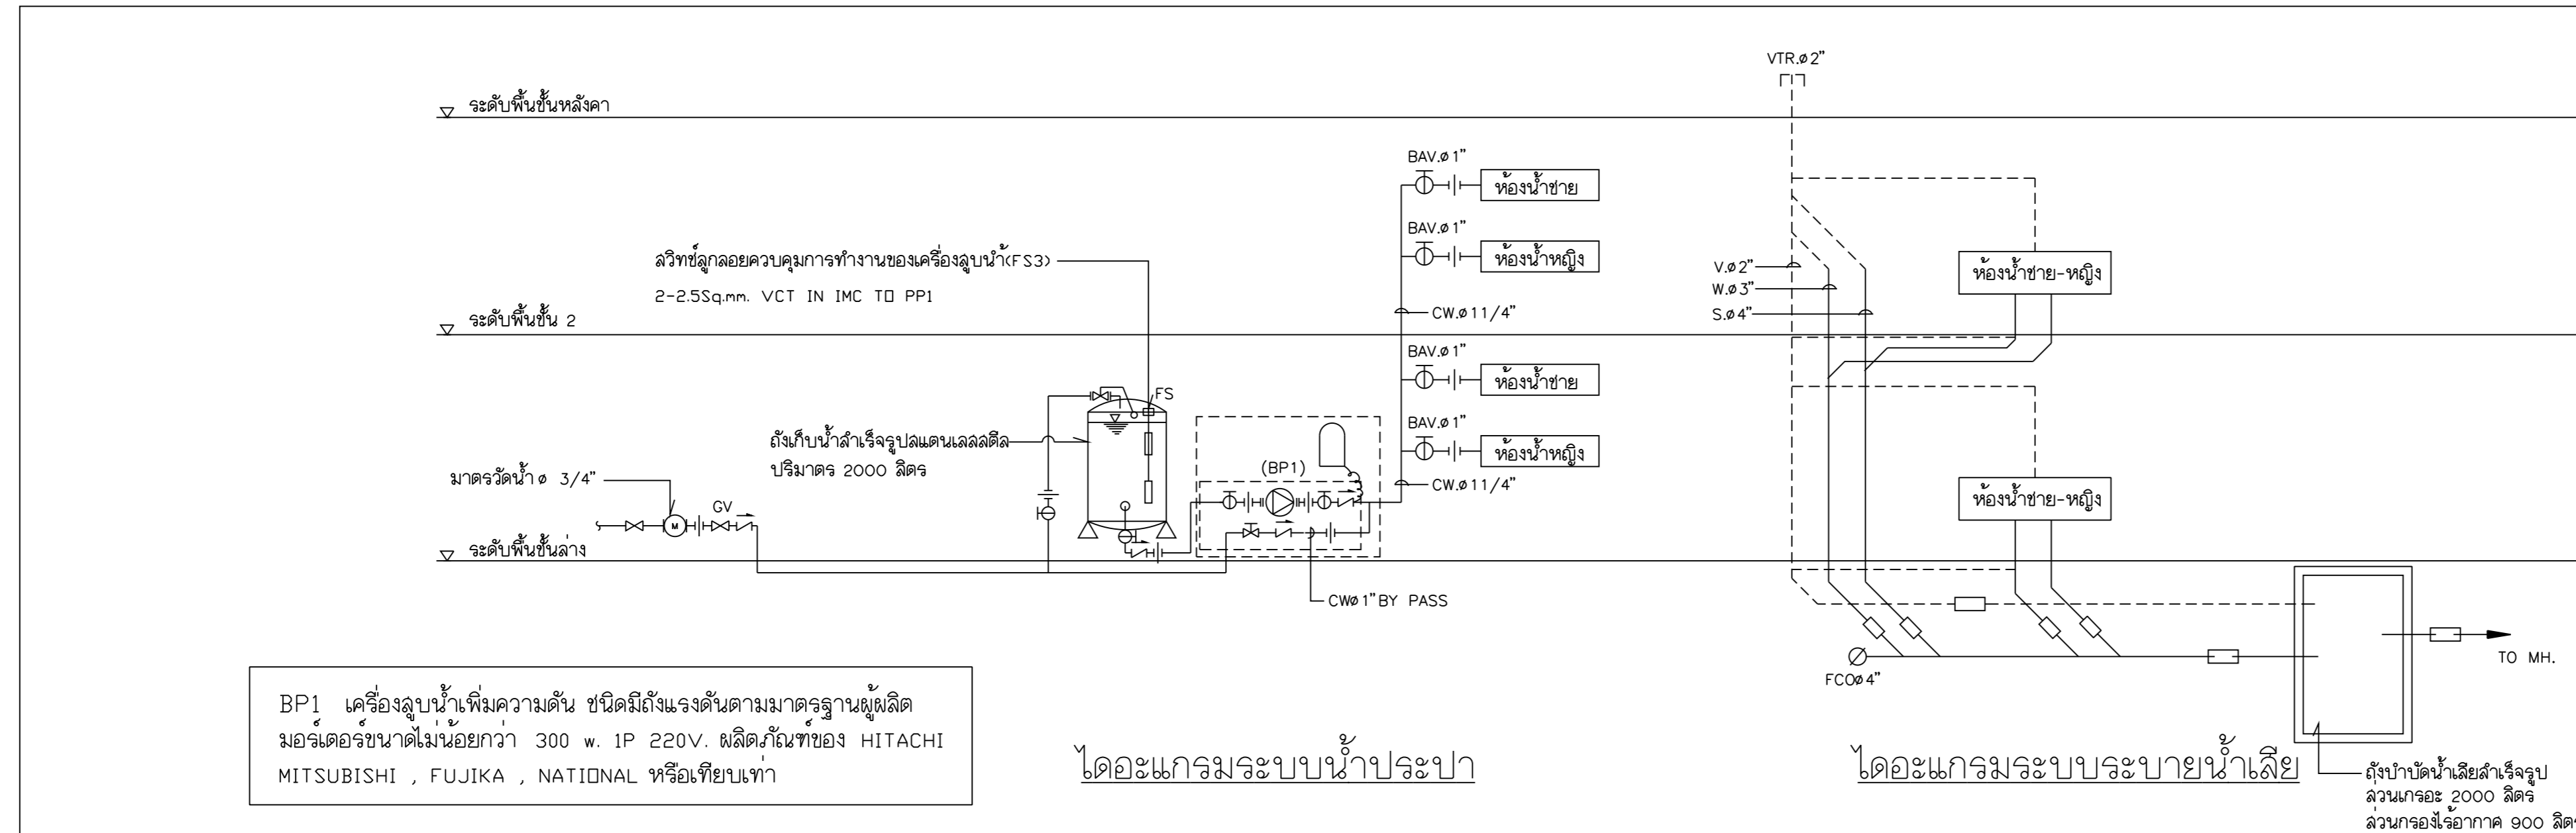 VTR.ø2"
ระดับพื้นชั้นหลังคา
BAV.ø1"
ห้องน้ำชาย
BAV.ø1"
ห้องน้ำหญิง
สวิทช์ลูกลอยควบคุมการทำงานของเครื่องสูบน้ำ(FS3)
2-2.5Sq.mm. VCT IN IMC TO PP1
CW.ø11/4"
ระดับพื้นชั้น 2
BAV.ø1"
ห้องน้ำชาย
FS
BAV.ø1"
ห้องน้ำหญิง
ถังเก็บน้ำสำเร็จรูปสแตนเลสสตีล
ปริมาตร 2000 ลิตร
(BP1)
CW.ø11/4"
มาตรวัดน้ำø 3/4"
GV
M
ระดับพื้นชั้นล่าง
CWø1"BY PASS
V.ø2"
W.ø3"
S.ø4"
ห้องน้ำชาย-หญิง
ห้องน้ำชาย-หญิง
FCOø4"
TO MH.
BP1 เครื่องสูบน้ำเพิ่มความดัน ชนิดมีถังแรงดันตามมาตรฐานผู้ผลิต
มอร์เตอร์ขนาดไม่น้อยกว่า 300 w. 1P 220V. ผลิตภัณฑ์ของ HITACHI
MITSUBISHI , FUJIKA , NATIONAL หรือเทียบเท่า
ไดอะแกรมระบบน้ำประปา
ไดอะแกรมระบบระบายน้ำเสีย
ถังบำบัดน้ำเสียสำเร็จรูป
ส่วนเกรอะ 2000 ลิตร
ส่วนกรองไร้อากาศ 900 ลิตร